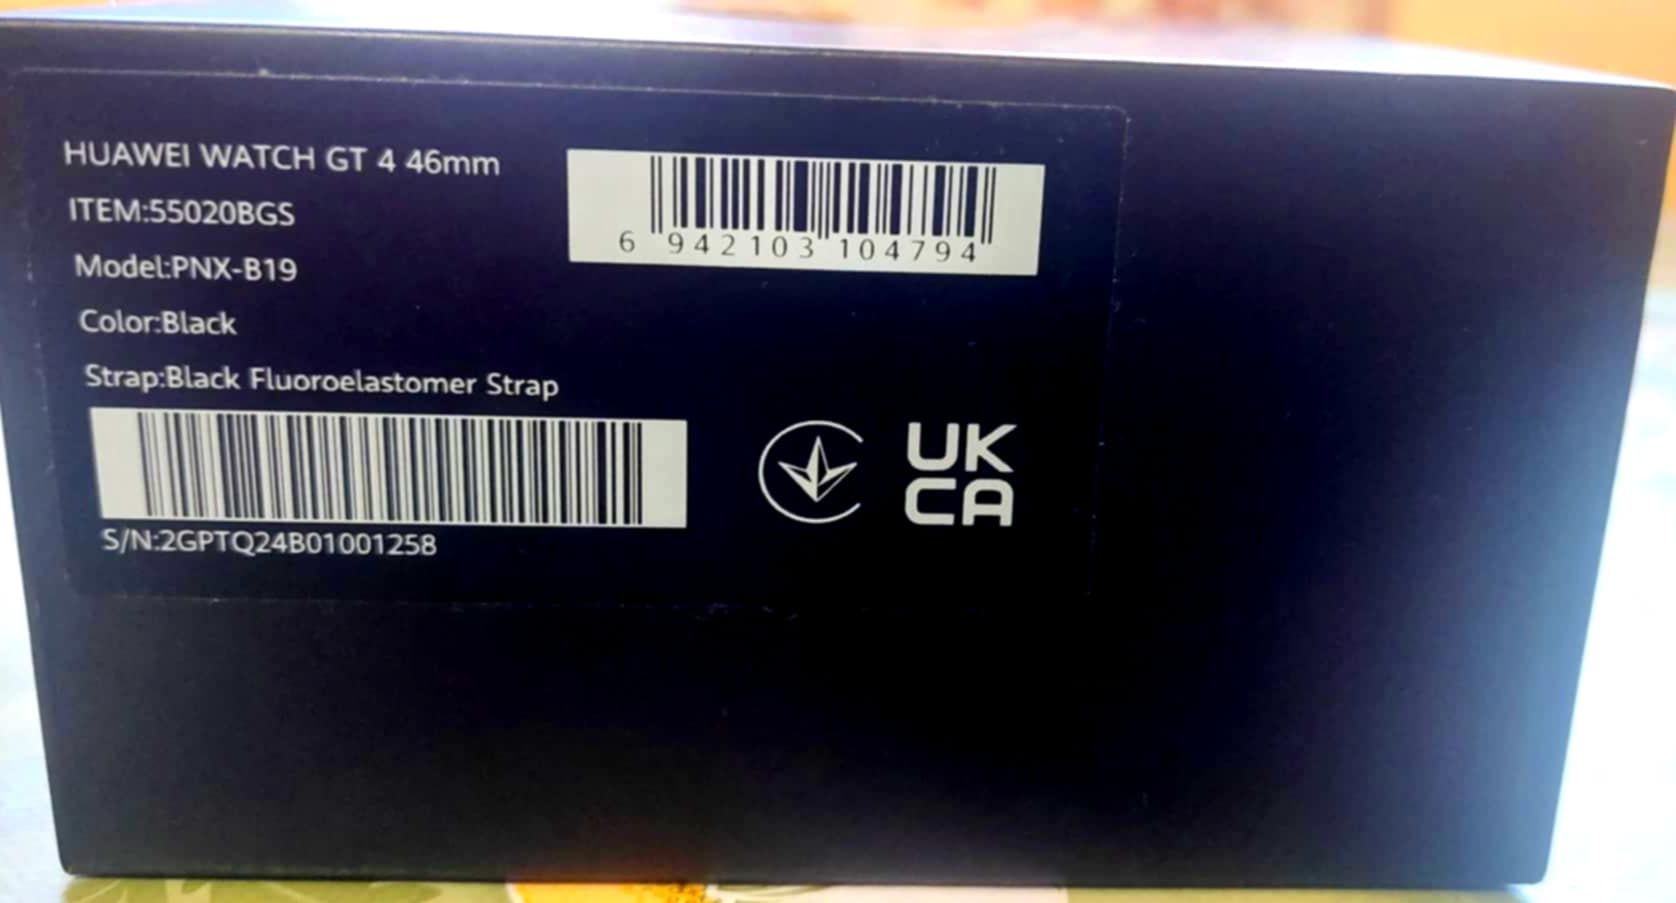 HUAWEI WATCH GT 4 46mm
ITEM:55020BGS
Model:PNX-B19
Color:Black
Strap:Black Fluoroelastomer Strap
S/N:2GPTQ24B01001258
6 942103 104794
UK
CA